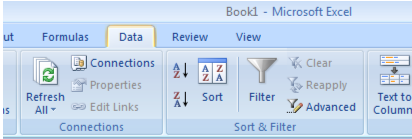 Book1 - Microsoft Excel
ut Formulas Data Review View
Connections
Properties
Edit Links
Refresh
All
Connections
A
Z
Z
A
A Z
Z A
Sort
Filter
Clear
Reapply
Advanced
Sort & Filter
Text to
Column
ns